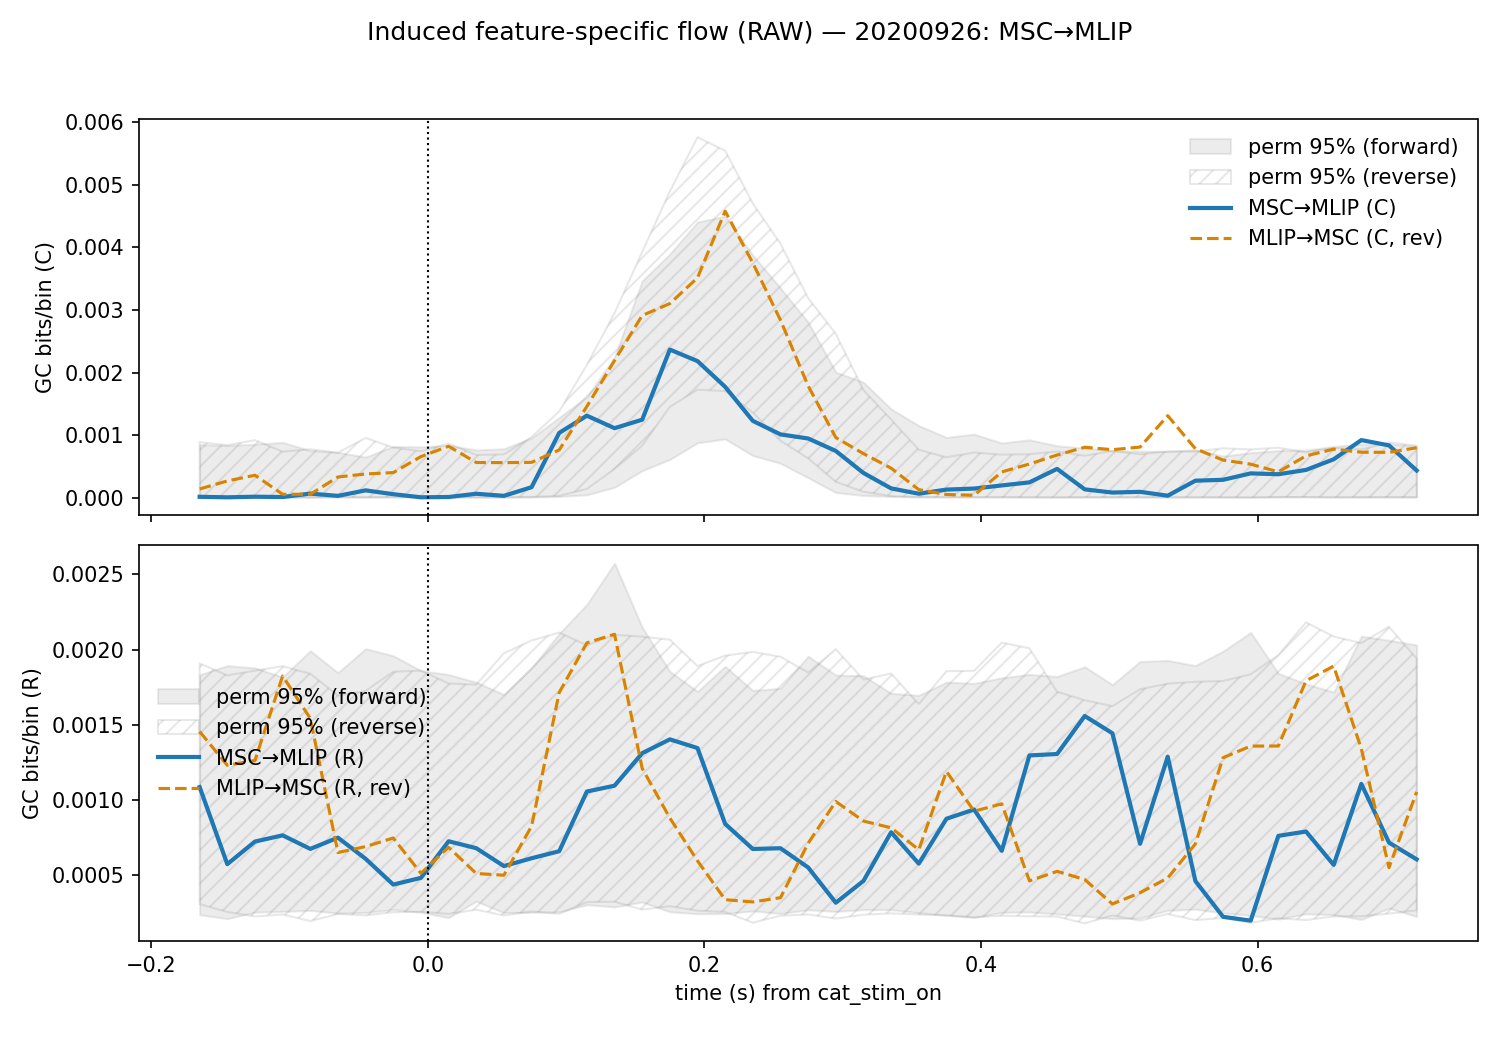 Induced feature-specific flow (RAW) — 20200926: MSC→MLIP
GC bits/bin (C)
0.006
0.005
0.004
0.003
0.002
0.001
0.000
perm 95% (forward)
perm 95% (reverse)
MSC→MLIP (C)
MLIP→MSC (C, rev)
GC bits/bin (R)
0.0025
0.0020
0.0015
0.0010
0.0005
perm 95% (forward)
perm 95% (reverse)
MSC→MLIP (R)
MLIP→MSC (R, rev)
−0.2 0.0 0.2 0.4 0.6
time (s) from cat_stim_on